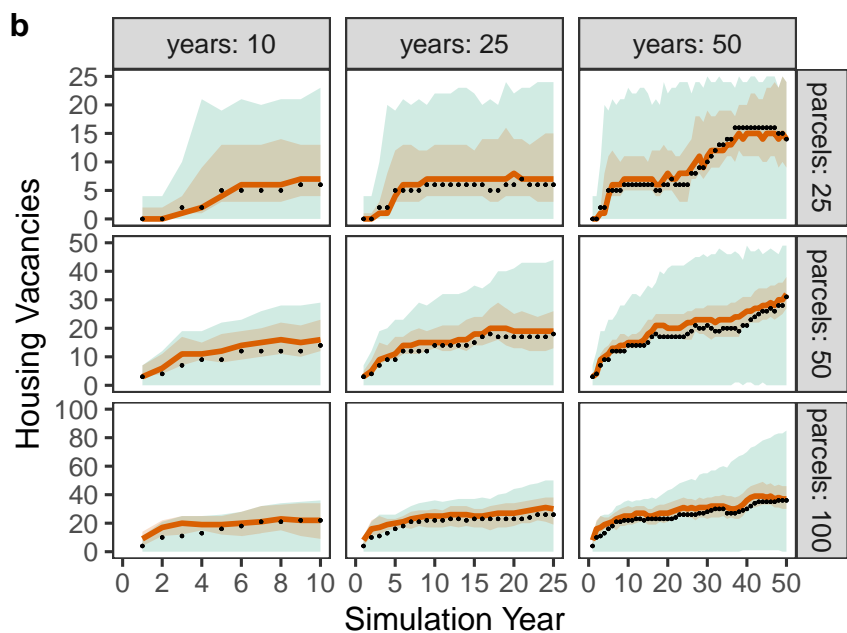 b
years: 10 years: 25 years: 50
25
20
15
10
5
0
parcels: 25
50
40
30
20
10
0
parcels: 50
100
80
60
40
20
0
parcels: 100
Housing Vacancies
0 2 4 6 8 10 0 5 10 15 20 25 0 10 20 30 40 50
Simulation Year